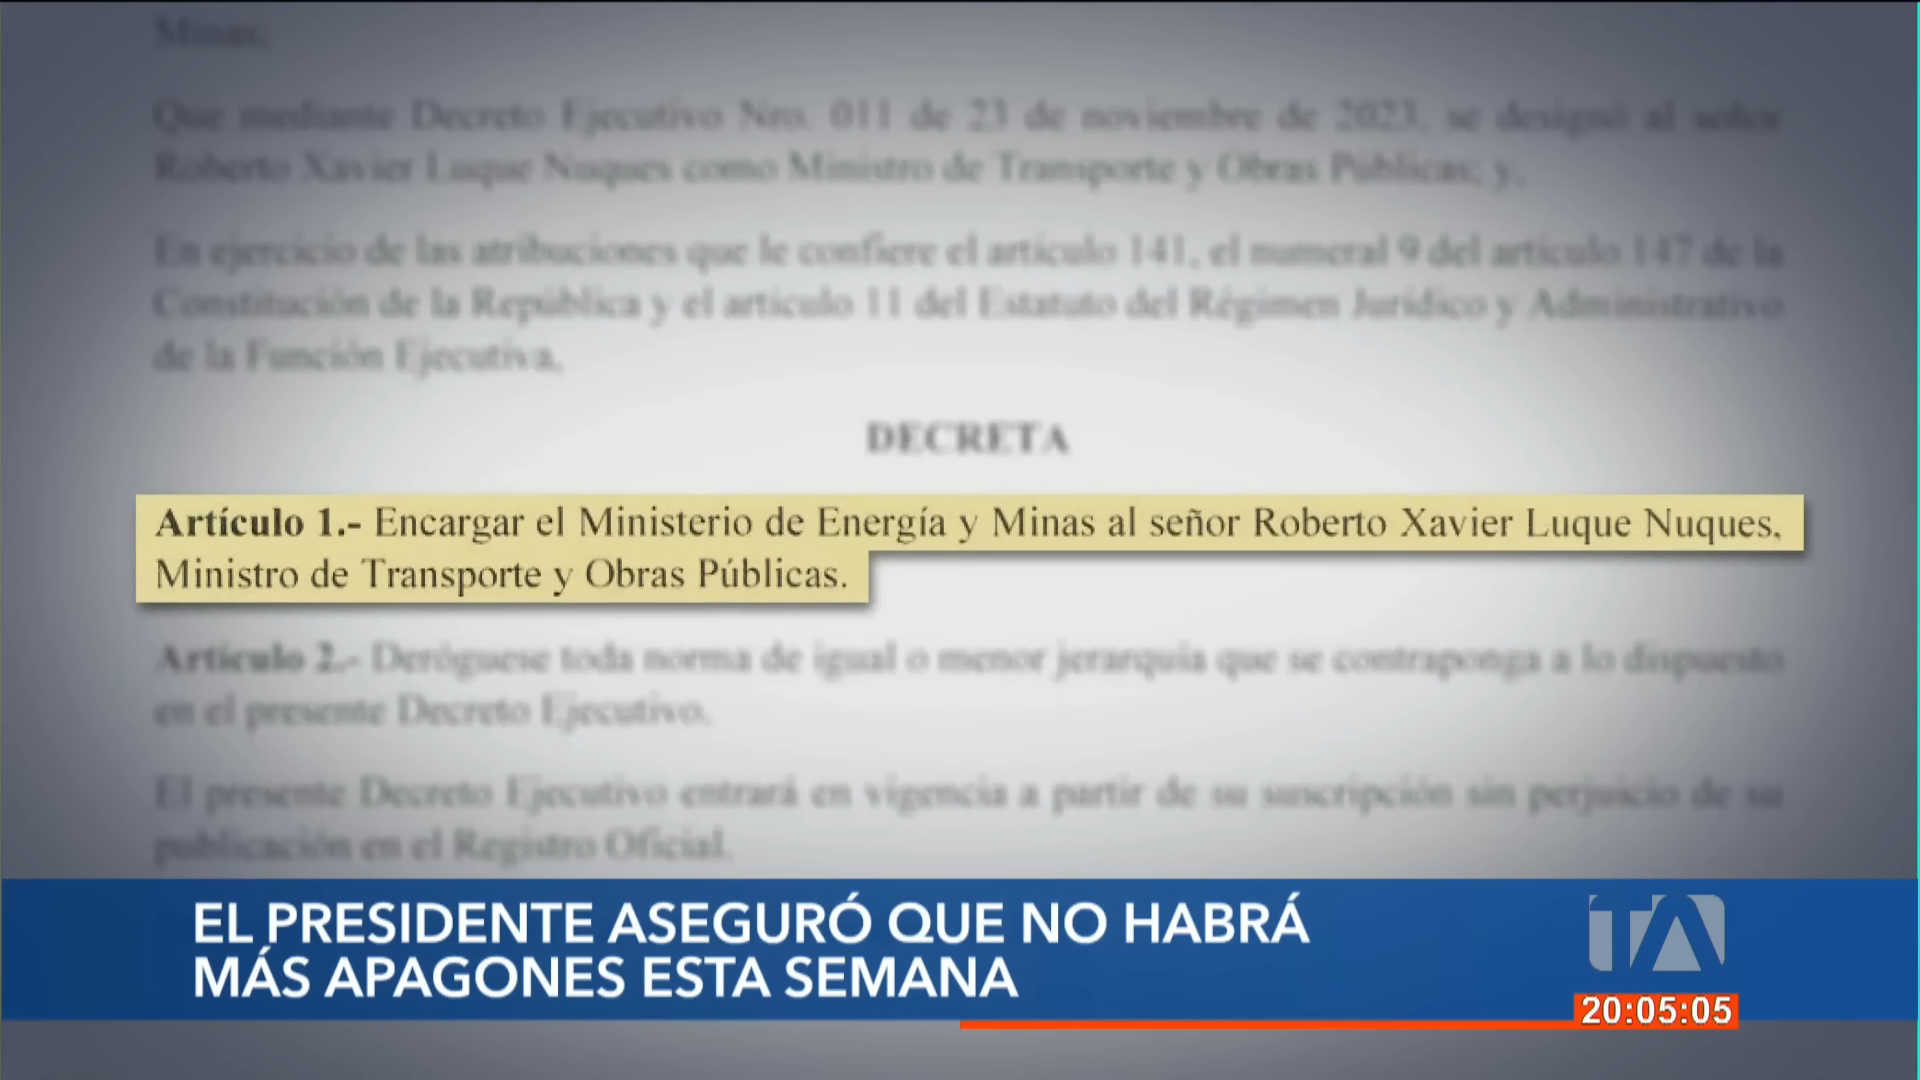 Minas;
Que mediante Decreto Ejecutivo Nro. 011 de 23 de noviembre de 2023, se designó al señor
Roberto Xavier Luque Nuques como Ministro de Transporte y Obras Públicas; y,
En ejercicio de las atribuciones que le confiere el artículo 141, el numeral 9 del artículo 147 de la
Constitución de la República y el artículo 11 del Estatuto del Régimen Jurídico y Administrativo
de la Función Ejecutiva,
DECRETA
Artículo 1.- Encargar el Ministerio de Energía y Minas al señor Roberto Xavier Luque Nuques,
Ministro de Transporte y Obras Públicas.
Artículo 2.- Deróguese toda norma de igual o menor jerarquía que se contraponga a lo dispuesto
en el presente Decreto Ejecutivo.
El presente Decreto Ejecutivo entrará en vigencia a partir de su suscripción sin perjuicio de su
publicación en el Registro Oficial.
EL PRESIDENTE ASEGURÓ QUE NO HABRÁ
MÁS APAGONES ESTA SEMANA
TA
20:05:05